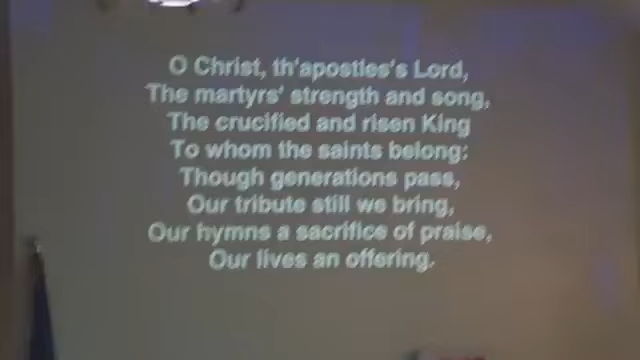 O Christ, th'apostles's Lord,
The martyrs' strength and song,
The crucified and risen King
To whom the saints belong:
Though generations pass,
Our tribute still we bring,
Our hymns a sacrifice of praise,
Our lives an offering.